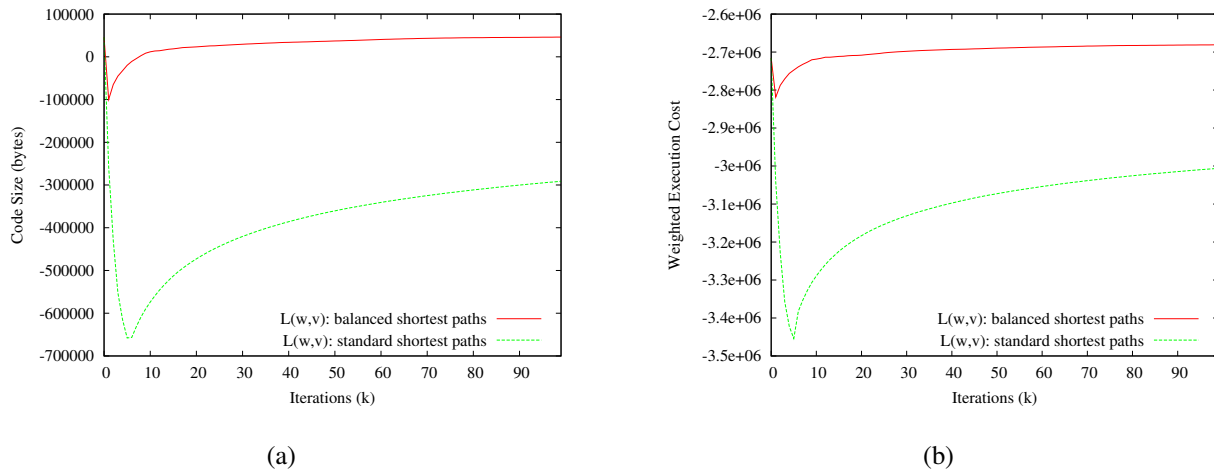 100000
0
-100000
-200000
-300000
-400000
-500000
-600000
-700000
Code Size (bytes)
L(w,v): balanced shortest paths
L(w,v): standard shortest paths
0 10 20 30 40 50 60 70 80 90
Iterations (k)
(a)
-2.6e+06
-2.7e+06
-2.8e+06
-2.9e+06
-3e+06
-3.1e+06
-3.2e+06
-3.3e+06
-3.4e+06
-3.5e+06
Weighted Execution Cost
L(w,v): balanced shortest paths
L(w,v): standard shortest paths
0 10 20 30 40 50 60 70 80 90
Iterations (k)
(b)